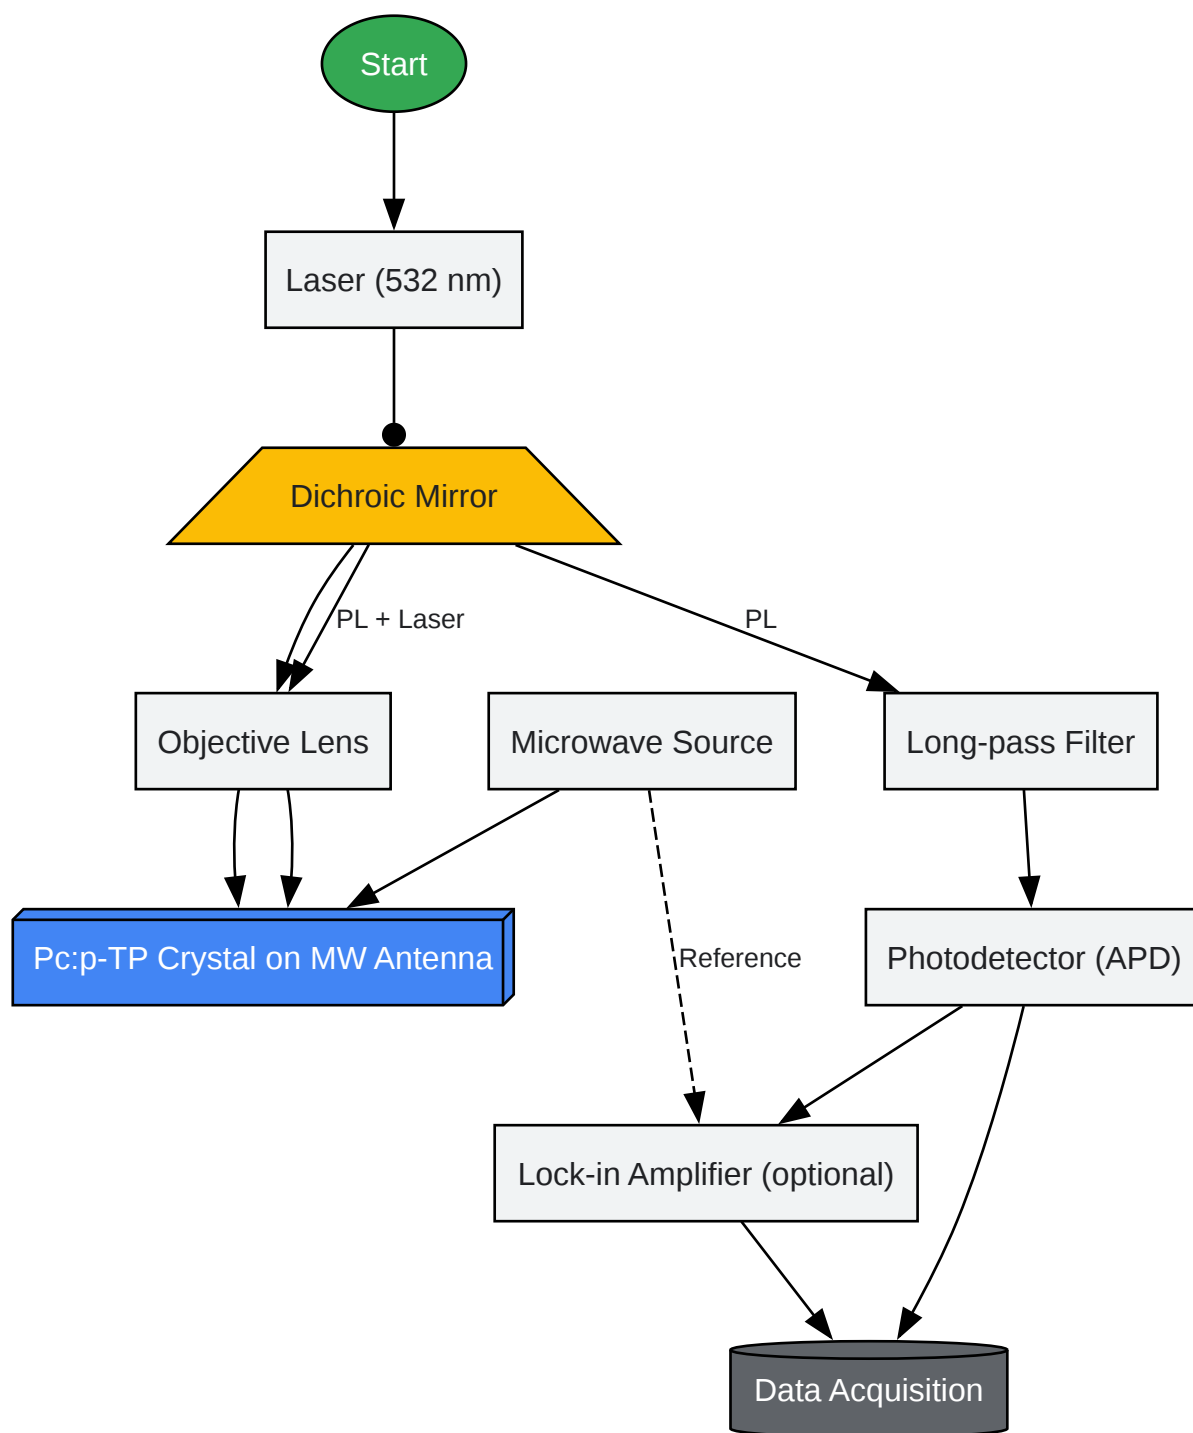 Start
Laser (532 nm)
Dichroic Mirror
PL + Laser
PL
Objective Lens
Microwave Source
Long-pass Filter
Pc:p-TP Crystal on MW Antenna
Reference
Photodetector (APD)
Lock-in Amplifier (optional)
Data Acquisition